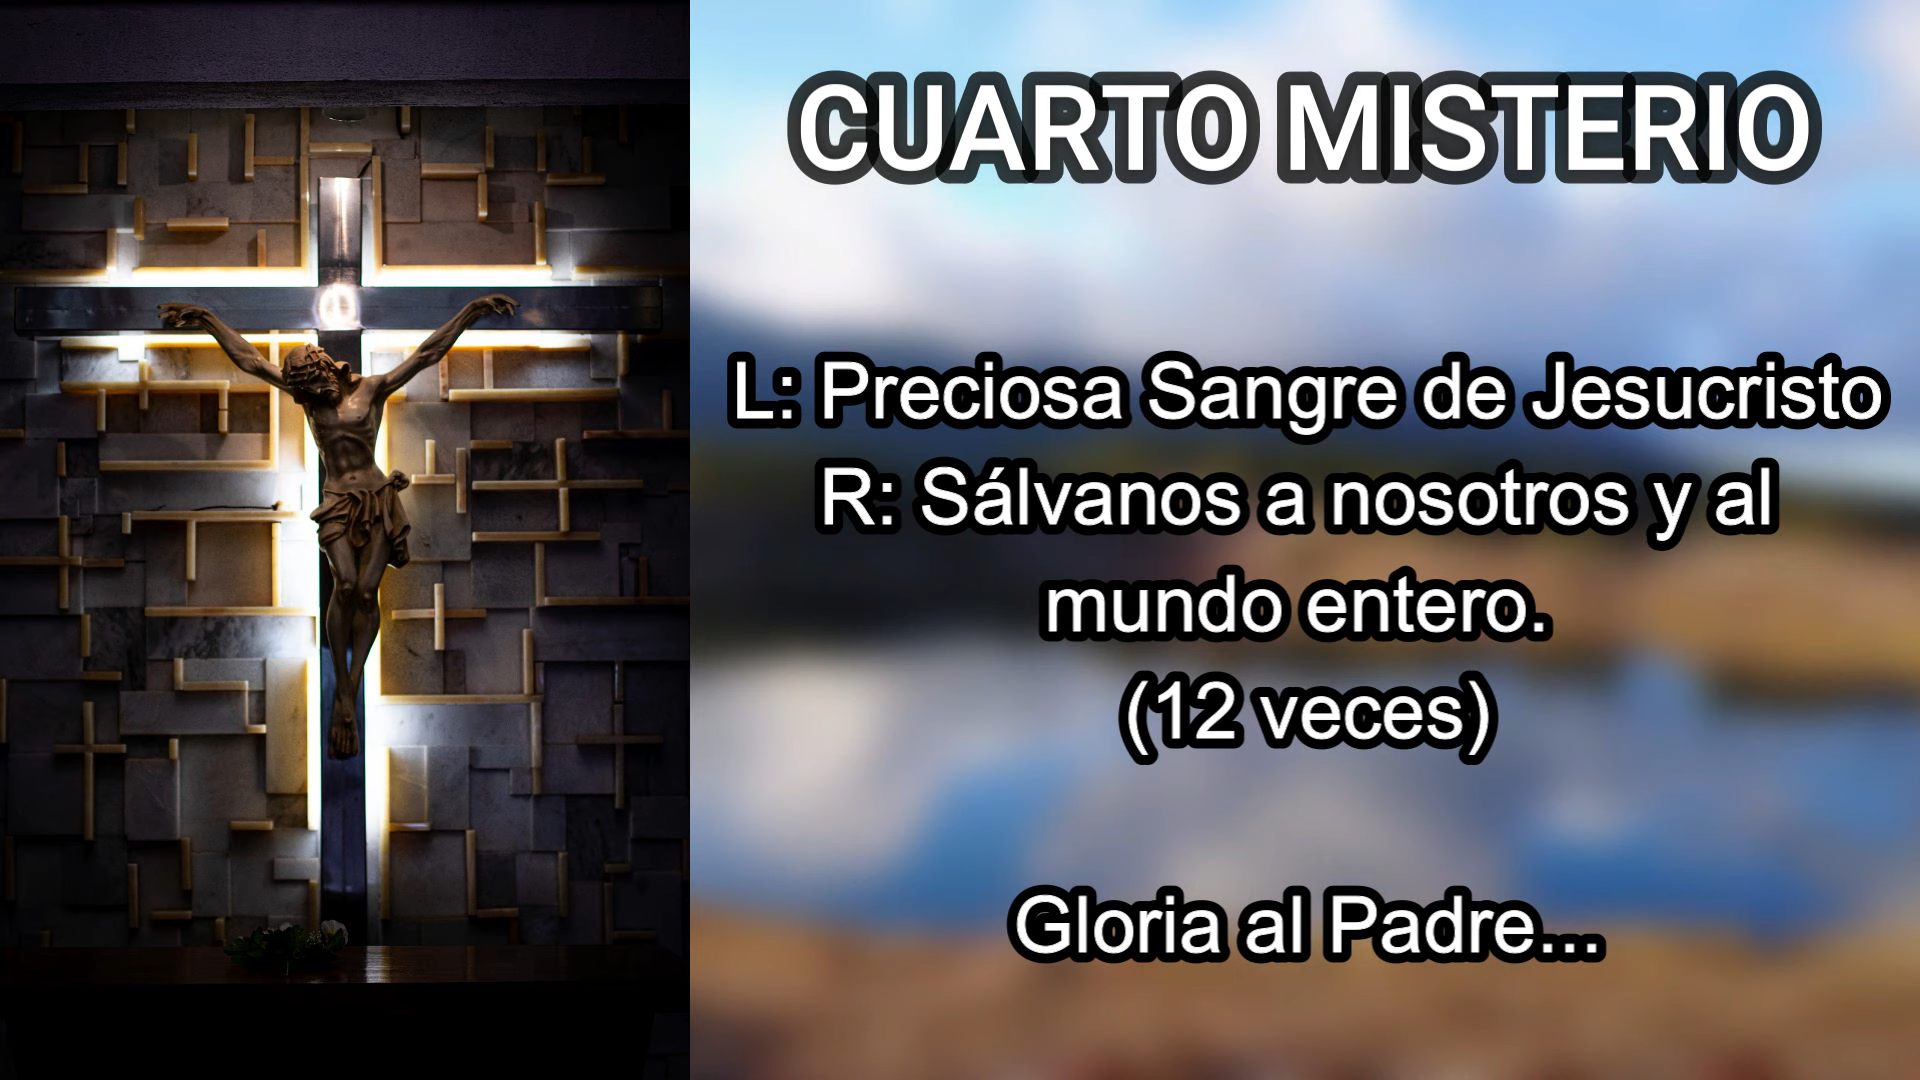 CUARTO MISTERIO
L: Preciosa Sangre de Jesucristo
R: Sálvanos a nosotros y al
mundo entero.
(12 veces)
Gloria al Padre...